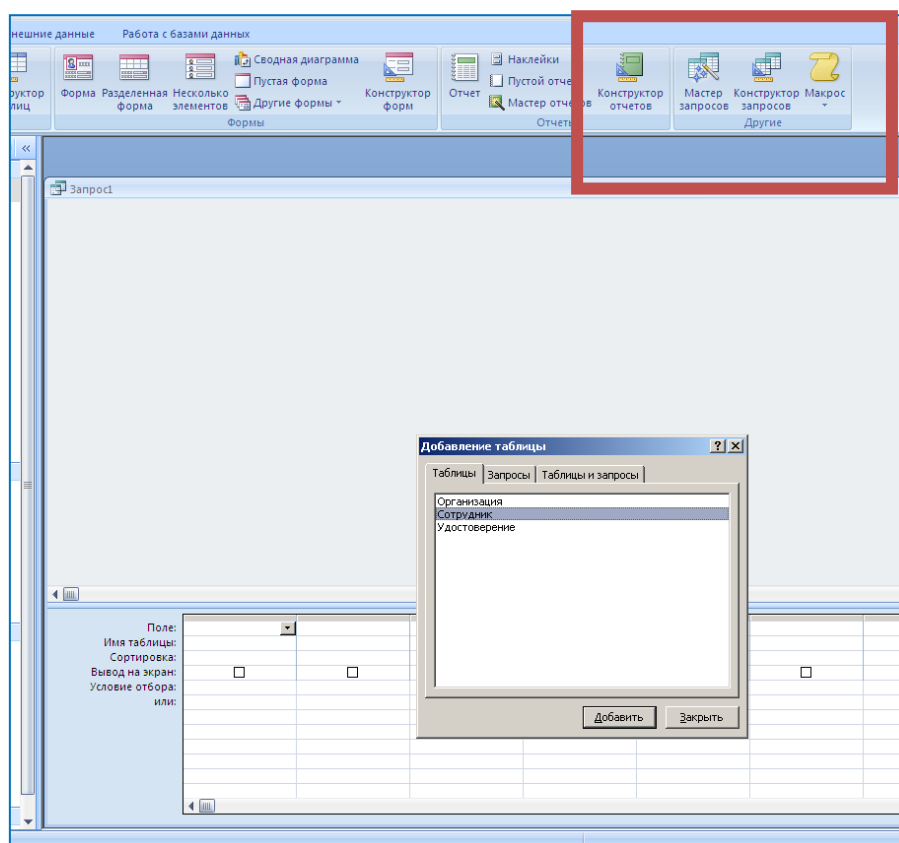 нешние данные Работа с базами данных
Сводная диаграмма Наклейки
Пустая форма Пустой отче
Форма Разделенная форма Несколько элементов Другие формы Конструктор форм Отчет Мастер отчетов Конструктор отчетов Мастер запросов Конструктор запросов Макрос
Формы Другие
Запрос1
Добавление таблицы
Таблицы Запросы Таблицы и запросы
Организация
Сотрудник
Удостоверение
Добавить Закрыть
Поле:
Имя таблицы:
Сортировка:
Вывод на экран:
Условие отбора:
или: